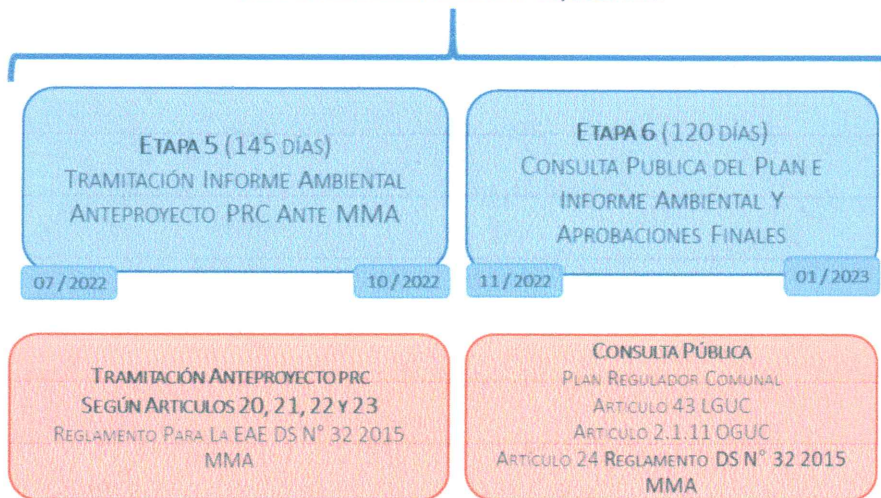 ETAPA 5 (145 DÍAS)
TRAMITACIÓN INFORME AMBIENTAL
ANTEPROYECTO PRC ANTE MMA
07 / 2022
10 / 2022
ETAPA 6 (120 DÍAS)
CONSULTA PUBLICA DEL PLAN E
INFORME AMBIENTAL Y
APROBACIONES FINALES
11 / 2022
01 / 2023
TRAMITACIÓN ANTEPROYECTO PRC
SEGÚN ARTICULOS 20, 21, 22 Y 23
REGLAMENTO PARA LA EAE DS N° 32 2015
MMA
CONSULTA PÚBLICA
PLAN REGULADOR COMUNAL
ARTÍCULO 43 LGUC
ARTÍCULO 2.1.11 OGUC
ARTÍCULO 24 REGLAMENTO DS N° 32 2015
MMA